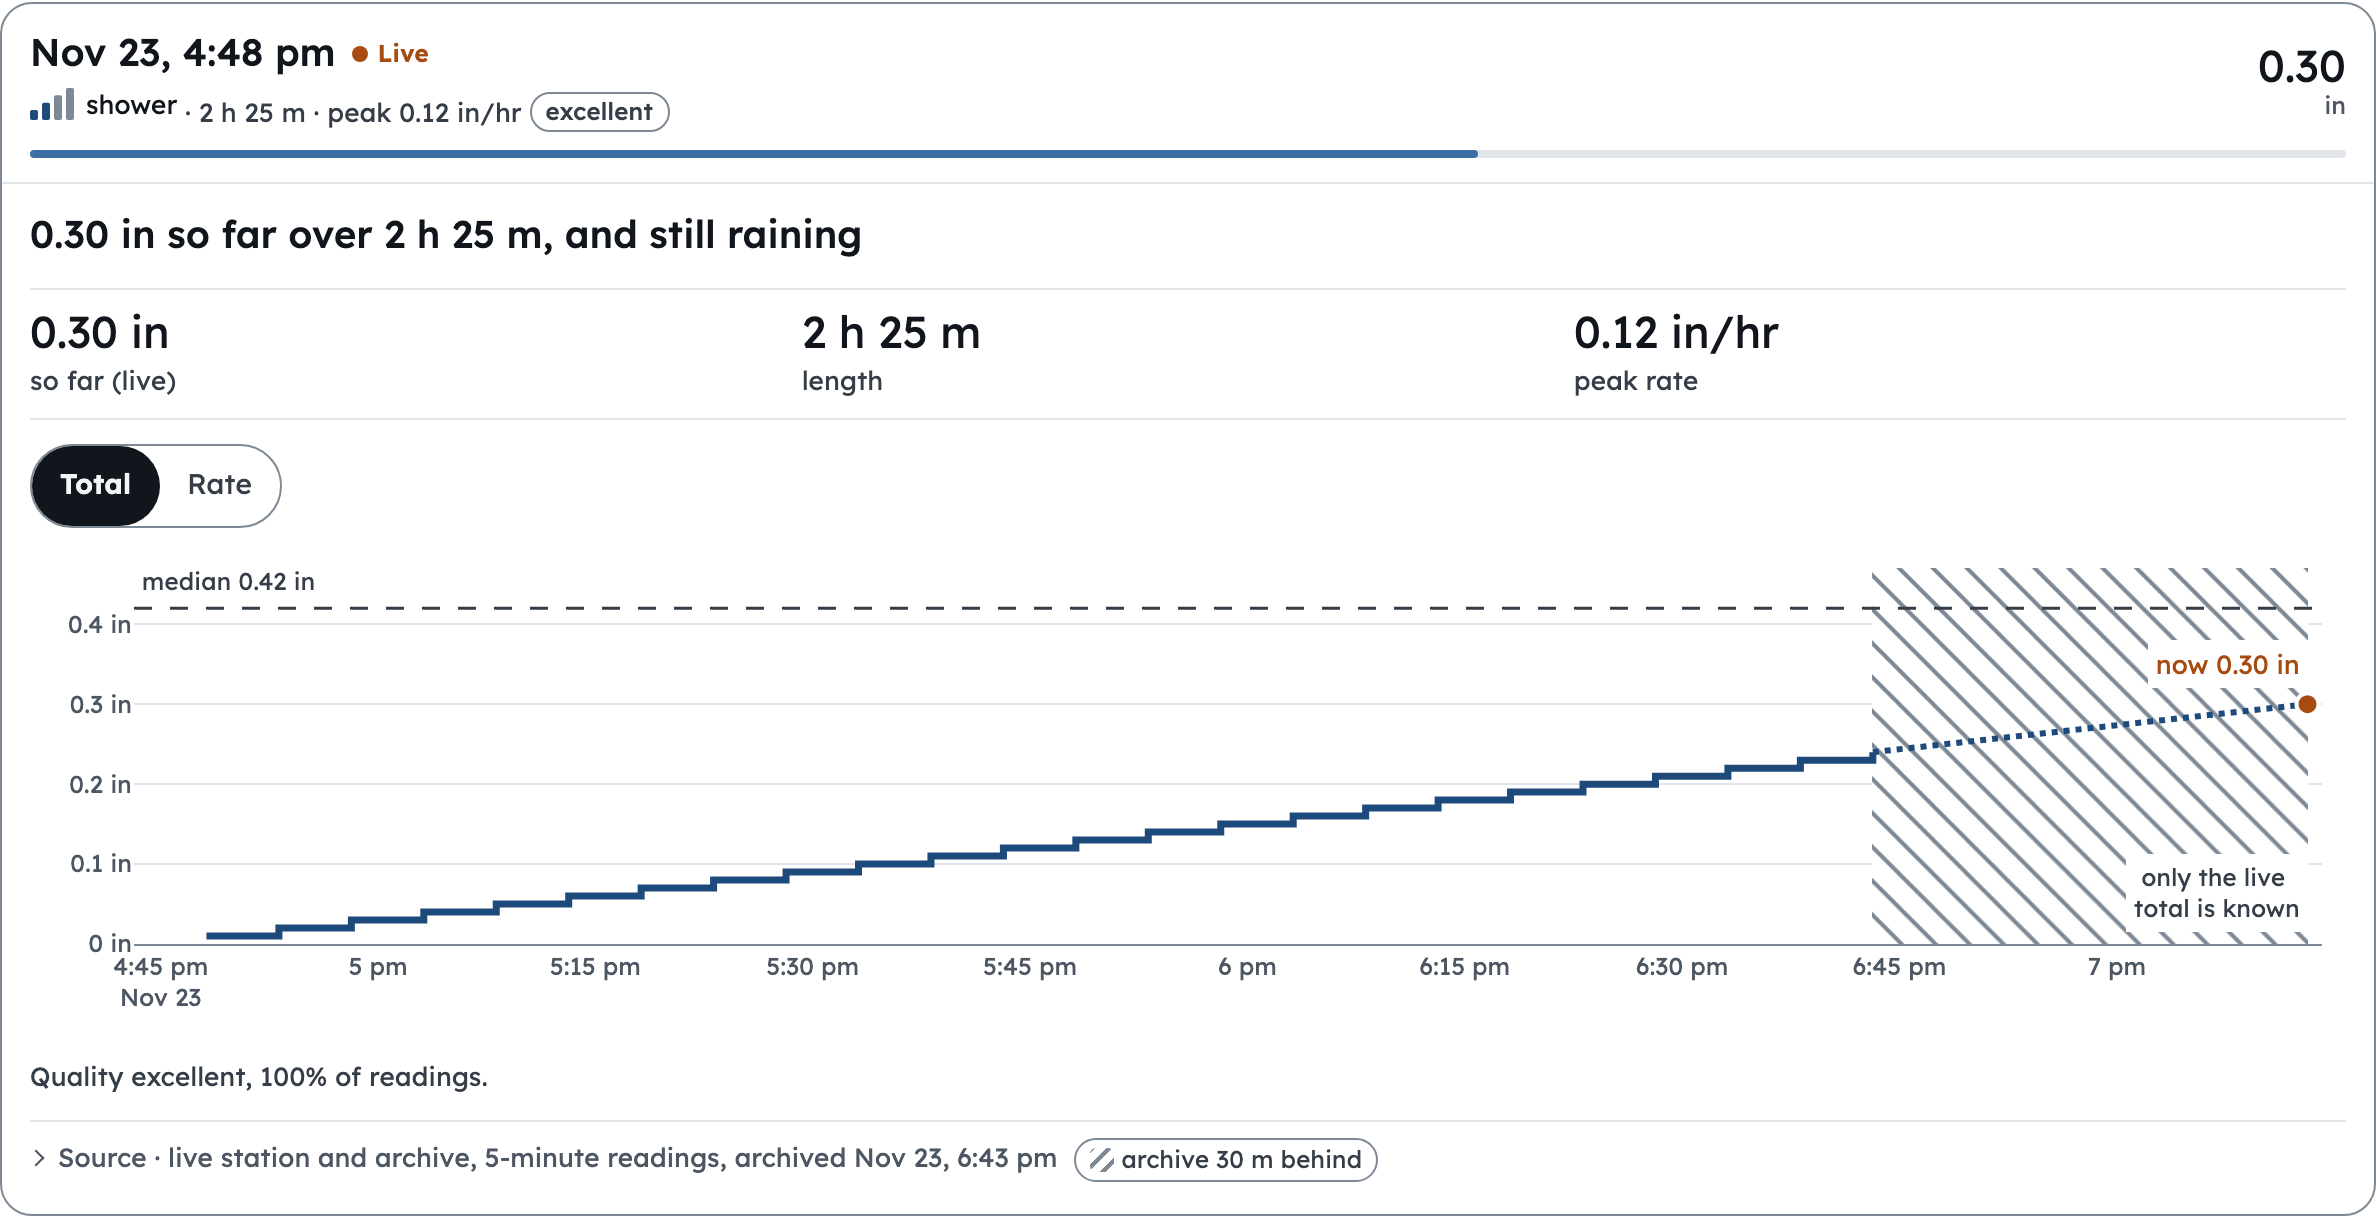 Nov 23, 4:48 pm
Live
0.30
in
shower · 2 h 25 m · peak 0.12 in/hr
excellent
0.30 in so far over 2 h 25 m, and still raining
0.30 in
so far (live)
2 h 25 m
length
0.12 in/hr
peak rate
Total
Rate
median 0.42 in
0.4 in
now 0.30 in
0.3 in
0.2 in
0.1 in
only the live
total is known
0 in
4:45 pm
Nov 23
5 pm
5:15 pm
5:30 pm
5:45 pm
6 pm
6:15 pm
6:30 pm
6:45 pm
7 pm
Quality excellent, 100% of readings.
Source · live station and archive, 5-minute readings, archived Nov 23, 6:43 pm
archive 30 m behind